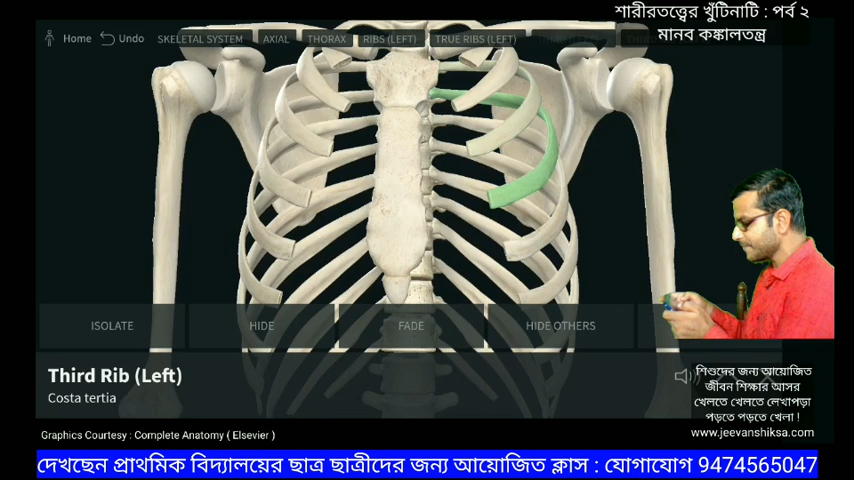 শারীরতত্ত্বের খুঁটিনাটি : পর্ব ২
মানব কঙ্কালতন্ত্র
Home Undo SKELETAL SYSTEM AXIAL THORAX RIBS (LEFT) TRUE RIBS (LEFT)
ISOLATE HIDE FADE HIDE OTHERS
Third Rib (Left)
Costa tertia
শিশুদের জন্য আয়োজিত
জীবন শিক্ষার আসর
খেলতে খেলতে লেখাপড়া
পড়তে পড়তে খেলা !
www.jeevanshiksa.com
Graphics Courtesy : Complete Anatomy ( Elsevier )
দেখছেন প্রাথমিক বিদ্যালয়ের ছাত্র ছাত্রীদের জন্য আয়োজিত ক্লাস : যোগাযোগ 9474565047